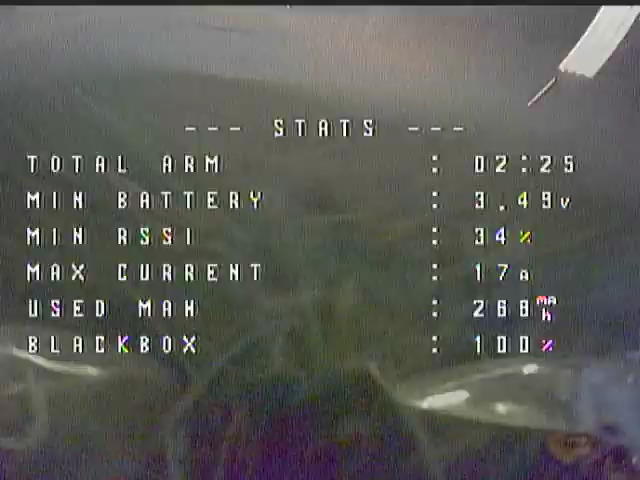 --- STATS ---
TOTAL ARM : 02:25
MIN BATTERY : 3.49v
MIN RSSI : 34%
MAX CURRENT : 17A
USED MAH : 268mAh
BLACKBOX : 100%